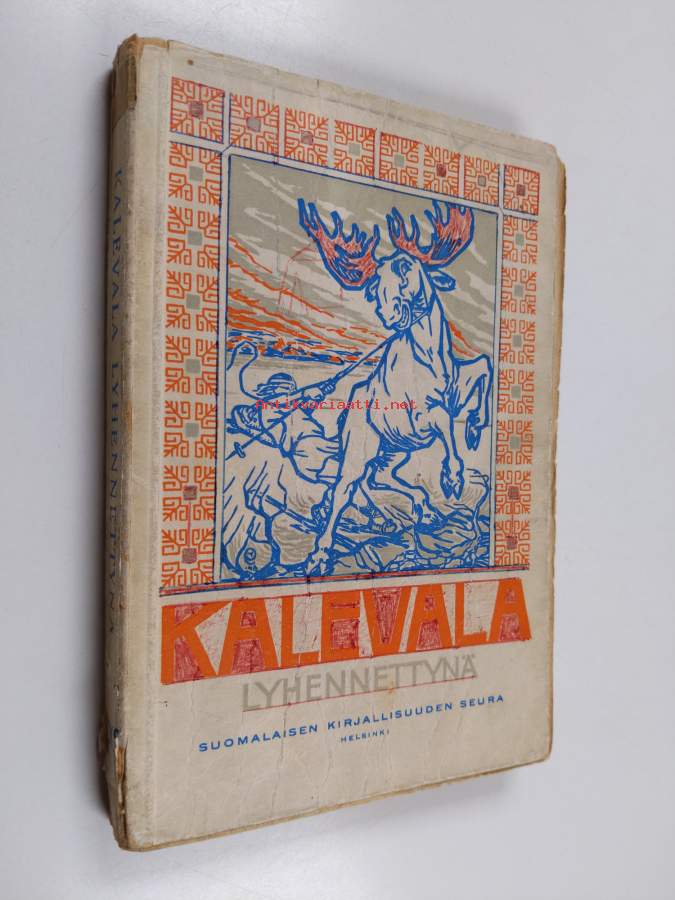 KALEVALA LYHENNETTYNÄ
antikvariaatti.net
KALEVALA
LYHENNETTYNÄ
SUOMALAISEN KIRJALLISUUDEN SEURA
HELSINKI